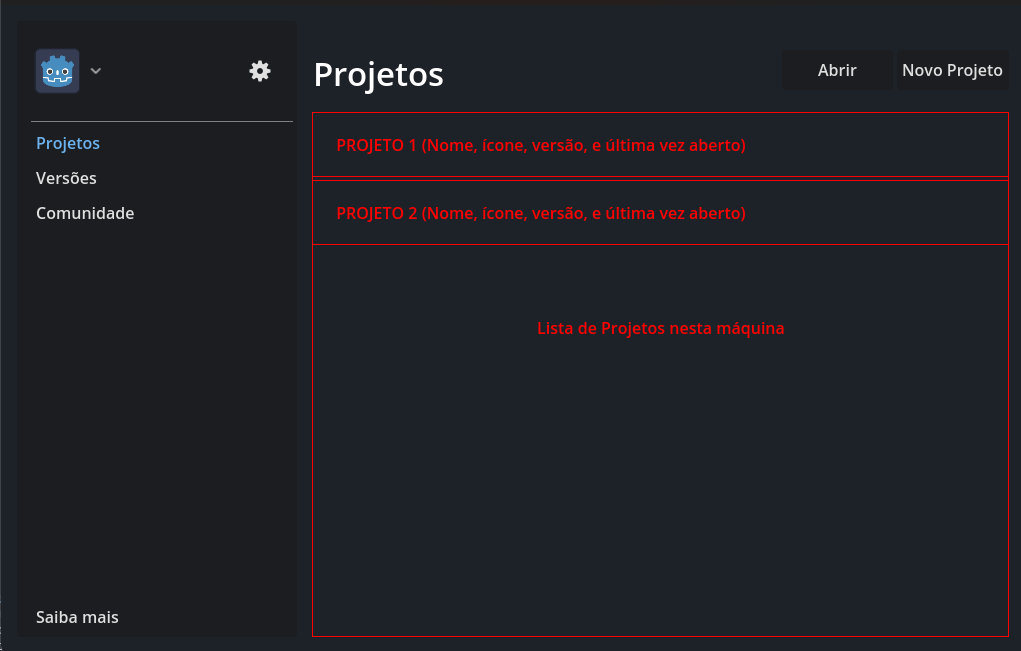 Projetos
Versões
Comunidade
Saiba mais
Projetos
Abrir
Novo Projeto
PROJETO 1 (Nome, ícone, versão, e última vez aberto)
PROJETO 2 (Nome, ícone, versão, e última vez aberto)
Lista de Projetos nesta máquina